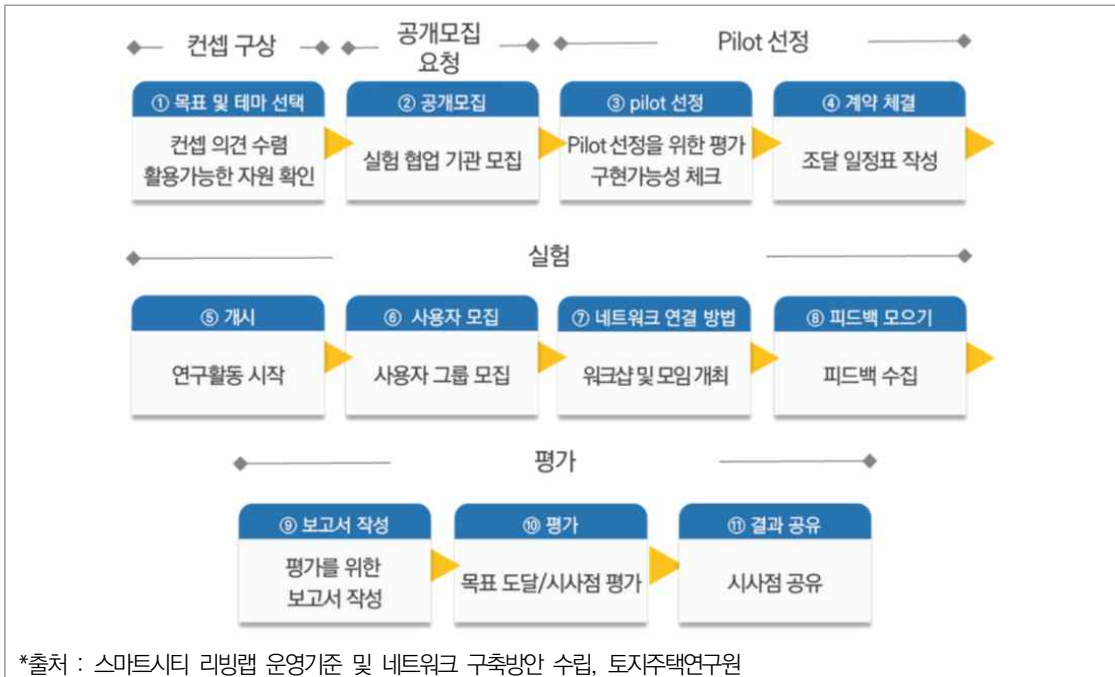 컨셉 구상
공개모집
요청
Pilot 선정
① 목표 및 테마 선택
컨셉 의견 수렴
활용가능한 자원 확인
② 공개모집
실험 협업 기관 모집
③ pilot 선정
Pilot 선정을 위한 평가
구현가능성 체크
④ 계약 체결
조달 일정표 작성
실험
⑤ 개시
연구활동 시작
⑥ 사용자 모집
사용자 그룹 모집
⑦ 네트워크 연결 방법
워크샵 및 모임 개최
⑧ 피드백 모으기
피드백 수집
평가
⑨ 보고서 작성
평가를 위한
보고서 작성
⑩ 평가
목표 도달/시사점 평가
⑪ 결과 공유
시사점 공유
*출처 : 스마트시티 리빙랩 운영기준 및 네트워크 구축방안 수립, 토지주택연구원